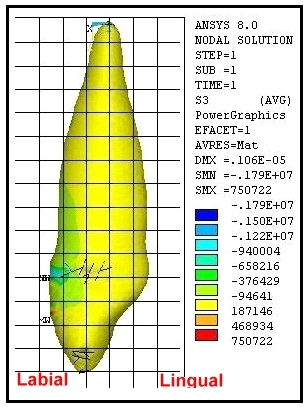 ANSYS 8.0
NODAL SOLUTION
STEP=1
SUB =1
TIME=1
S3 (AVG)
PowerGraphics
EFACET=1
AVRES=Mat
DMX =.106E-05
SMN =-.179E+07
SMX =750722
-.179E+07
-.150E+07
-.122E+07
-940004
-658216
-376429
-94641
187146
468934
750722
X
Labial Lingual